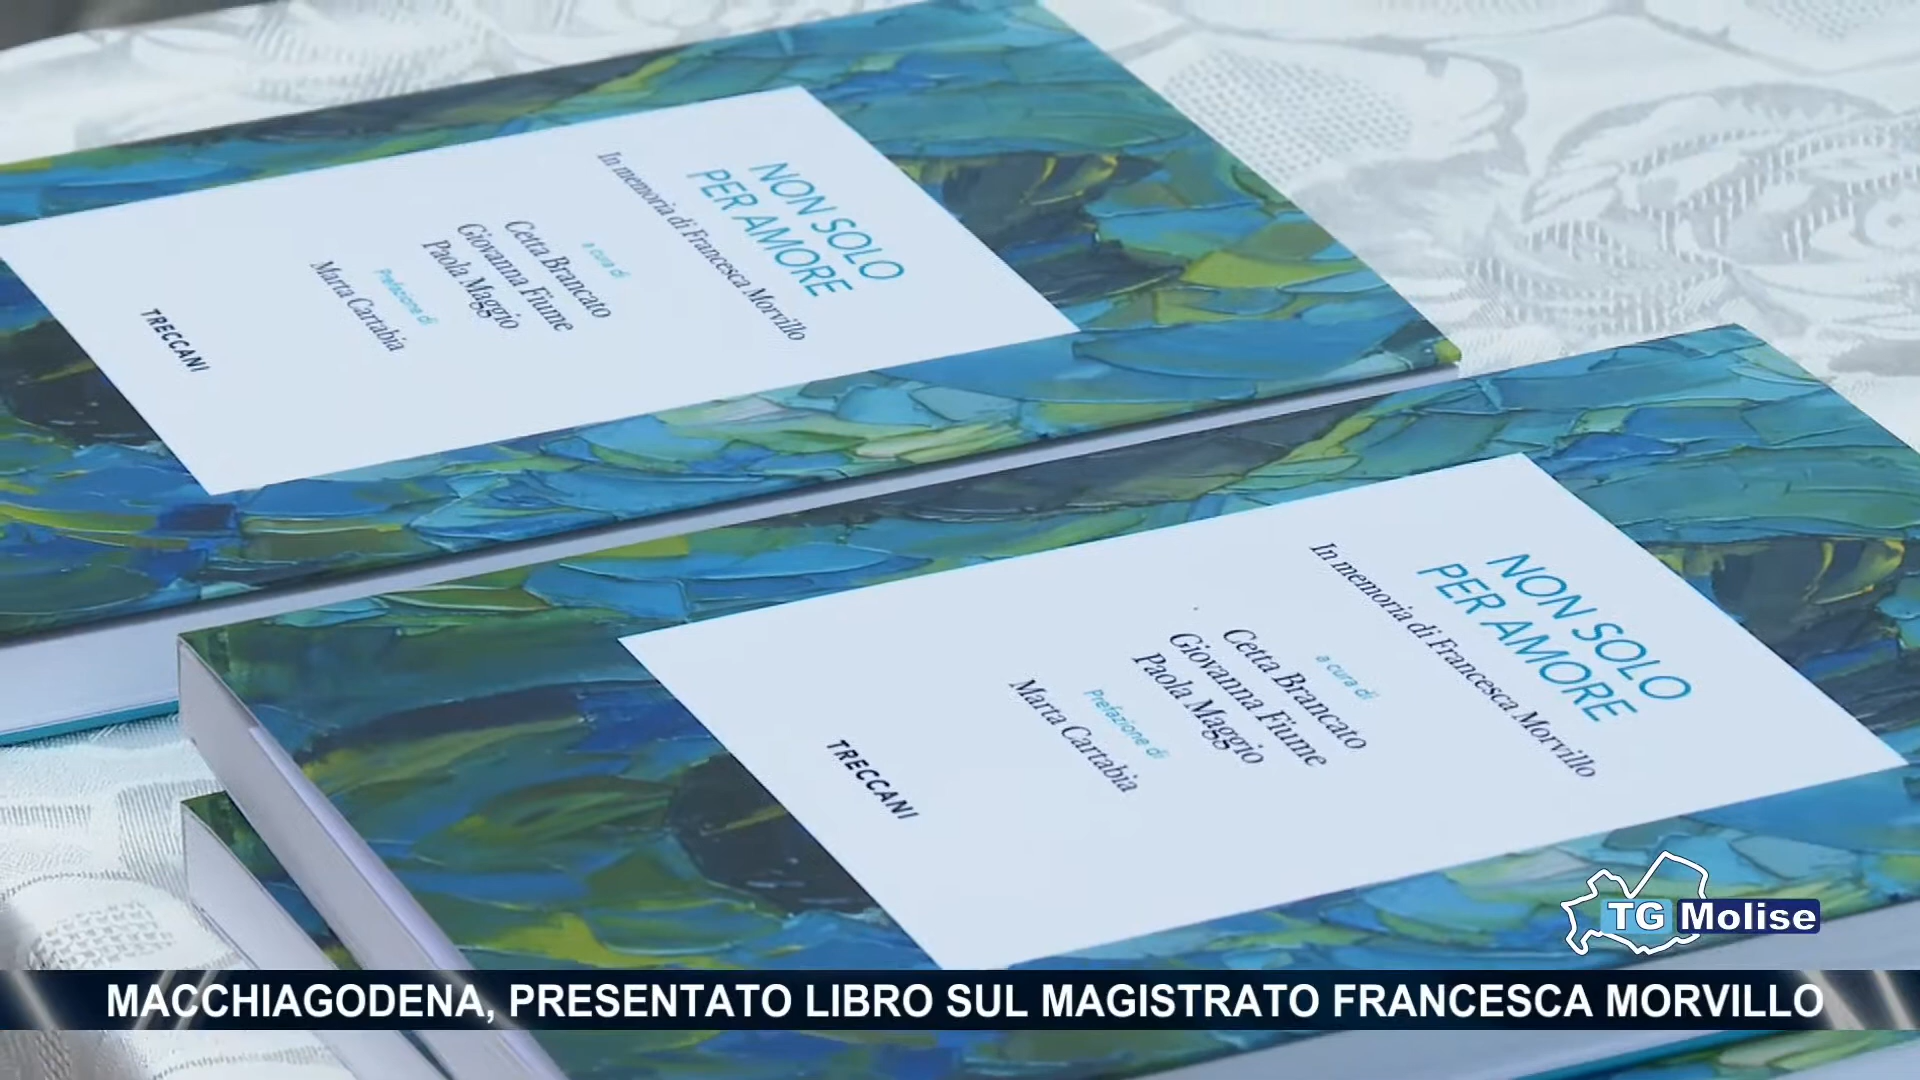 NON SOLO
PER AMORE
In memoria di Francesca Morvillo
a cura di
Cetta Brancato
Giovanna Fiume
Paola Maggio
Prefazione di
Marta Cartabia
TRECCANI
NON SOLO
PER AMORE
In memoria di Francesca Morvillo
a cura di
Cetta Brancato
Giovanna Fiume
Paola Maggio
Prefazione di
Marta Cartabia
TRECCANI
TG Molise
MACCHIAGODENA, PRESENTATO LIBRO SUL MAGISTRATO FRANCESCA MORVILLO